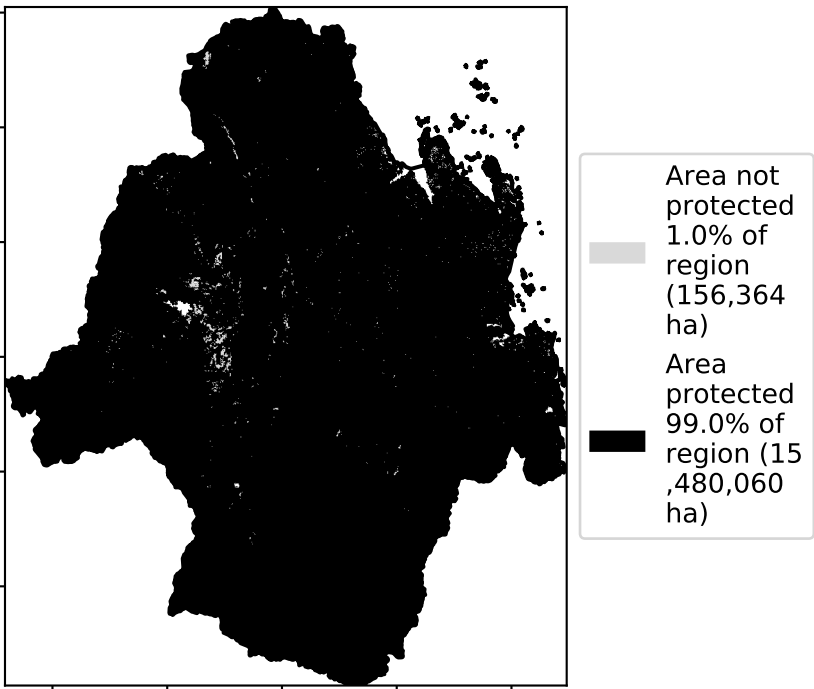 Area not
protected
1.0% of
region
(156,364
ha)
Area
protected
99.0% of
region (15
,480,060
ha)